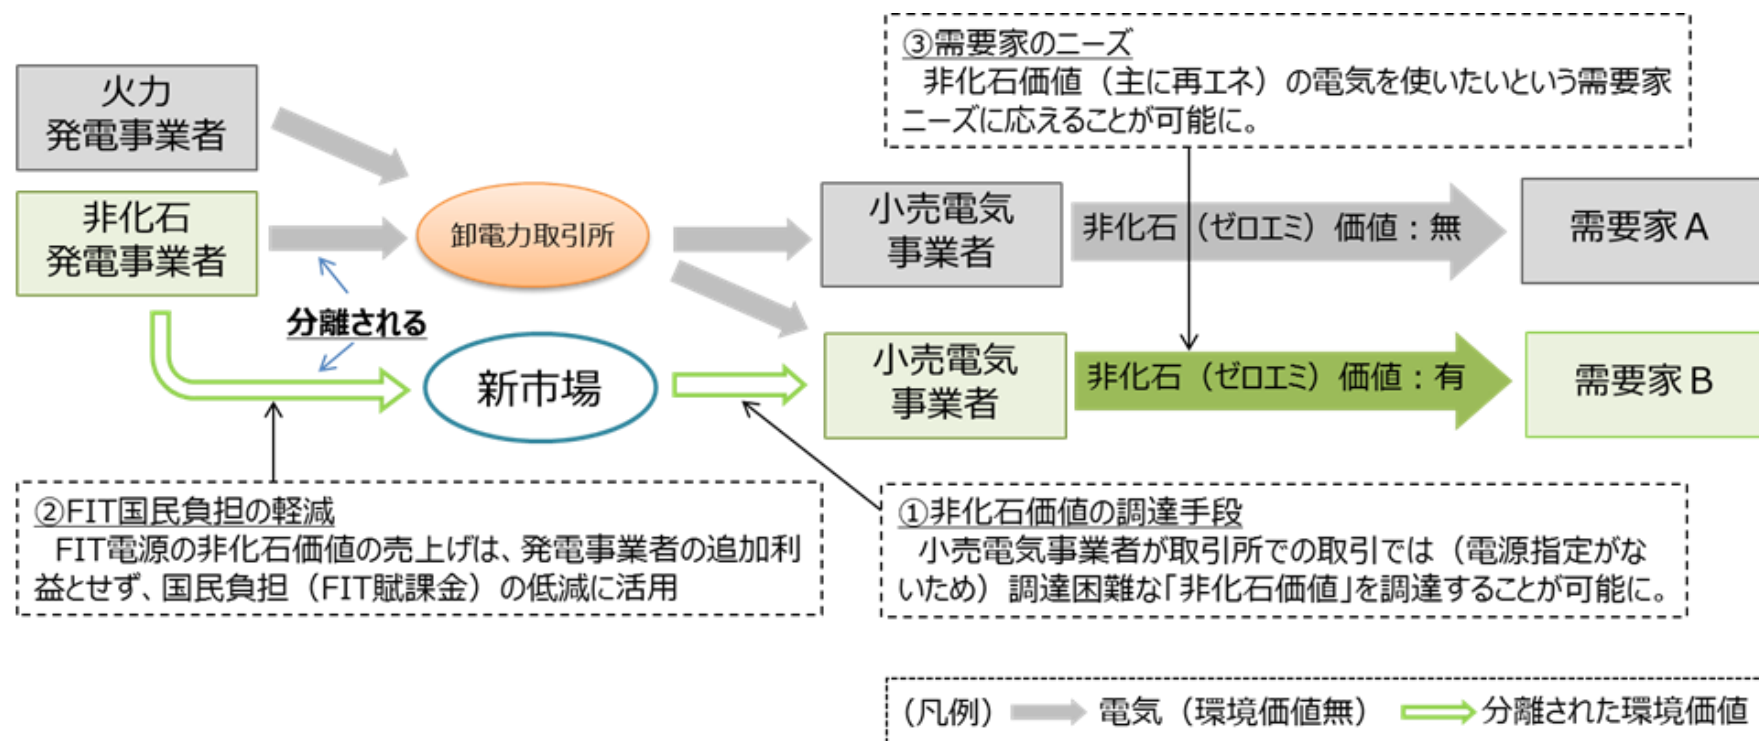 ③需要家のニーズ
非化石価値（主に再エネ）の電気を使いたいという需要家
ニーズに応えることが可能に。
火力
発電事業者
非化石
発電事業者
卸電力取引所
小売電気
事業者
非化石（ゼロエミ）価値：無
需要家A
分離される
新市場
小売電気
事業者
非化石（ゼロエミ）価値：有
需要家B
②FIT国民負担の軽減
FIT電源の非化石価値の売上げは、発電事業者の追加利
益とせず、国民負担（FIT賦課金）の低減に活用
①非化石価値の調達手段
小売電気事業者が取引所での取引では（電源指定がな
いため）調達困難な「非化石価値」を調達することが可能に。
（凡例） 電気（環境価値無） 分離された環境価値